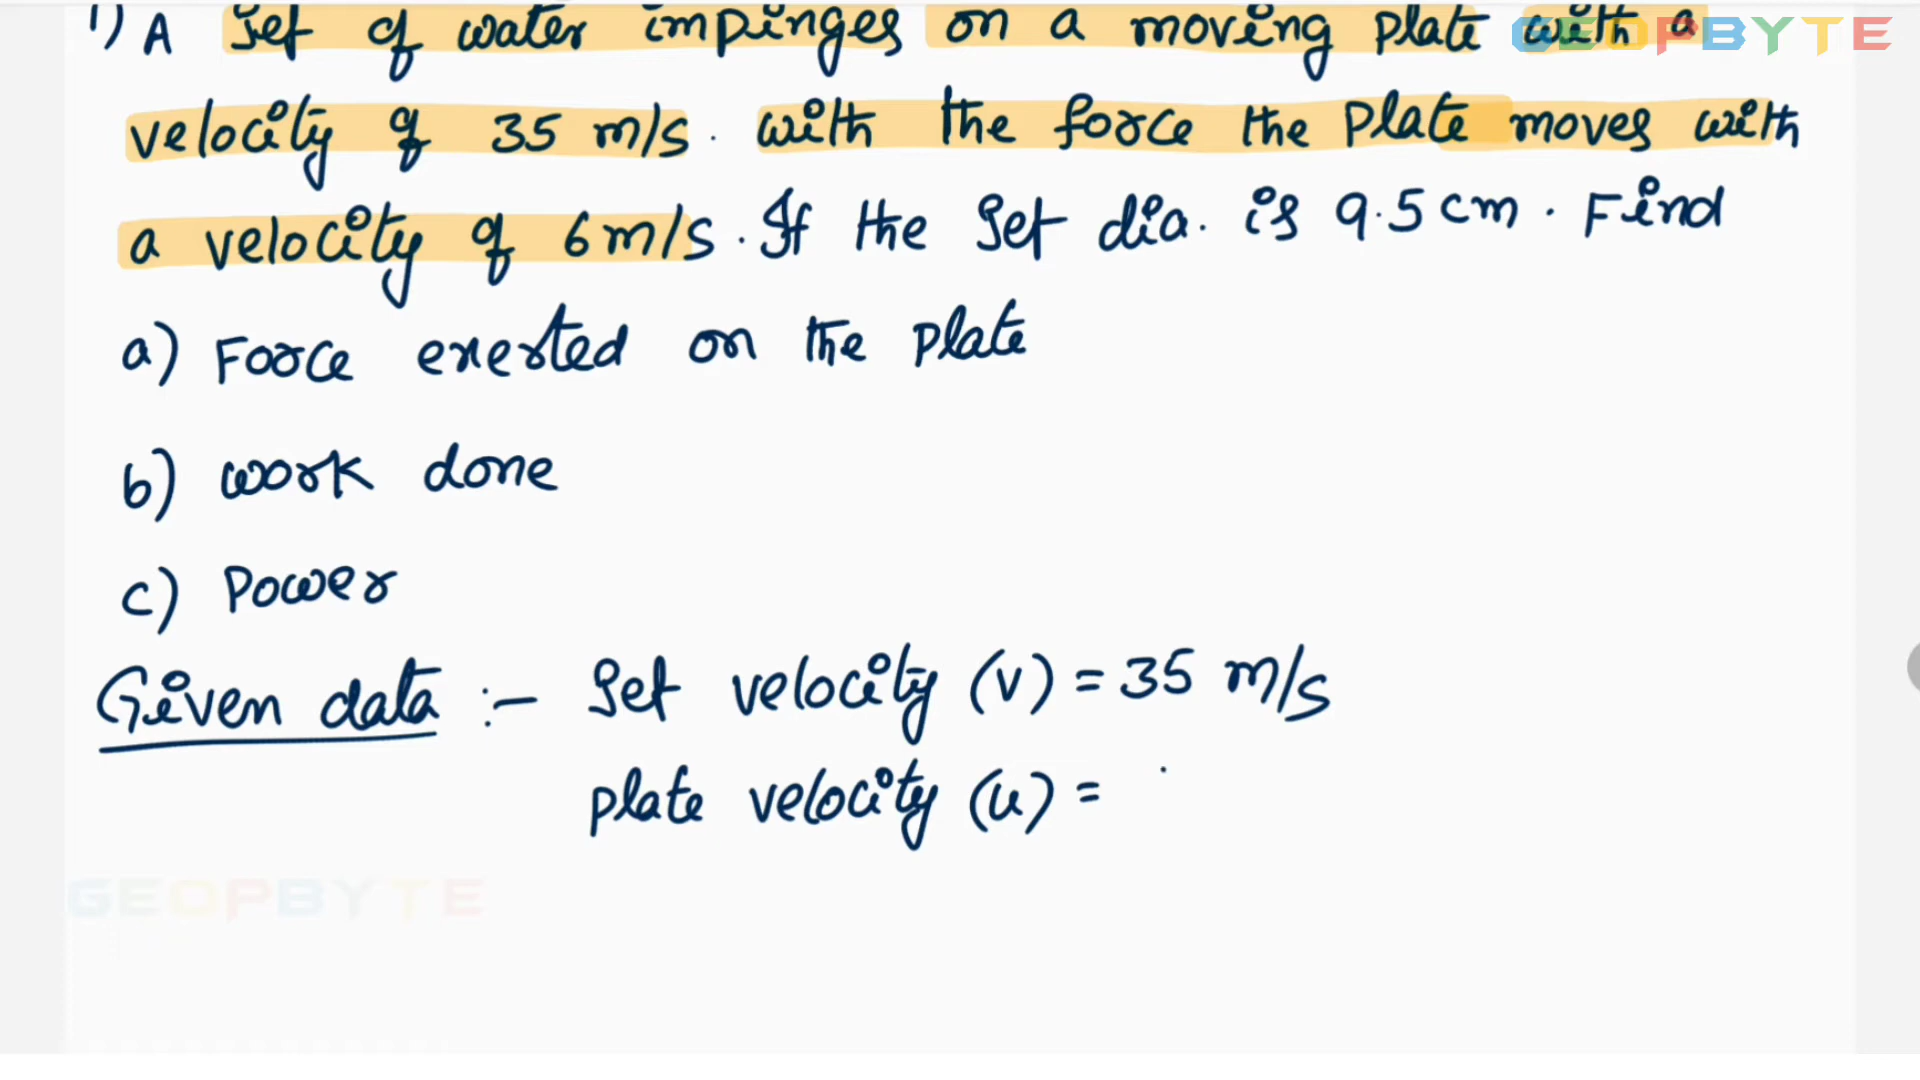 1) A Jet of water impinges on a moving plate with a
GEOPBYTE
velocity of 35 m/s. with the force the plate moves with
a velocity of 6 m/s. If the Jet dia. is 9.5 cm. Find
a) Force exerted on the plate
b) work done
c) Power
Given data :- Jet velocity (v) = 35 m/s
plate velocity (u) =
GEOPBYTE